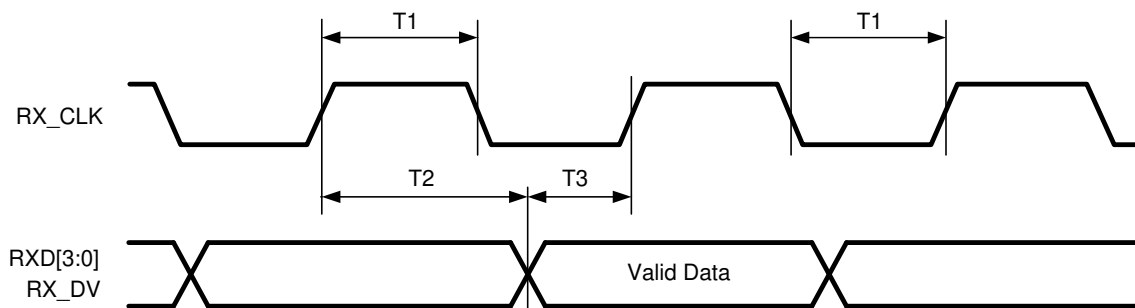 T1
T1
RX_CLK
T2
T3
RXD[3:0]
RX_DV
Valid Data